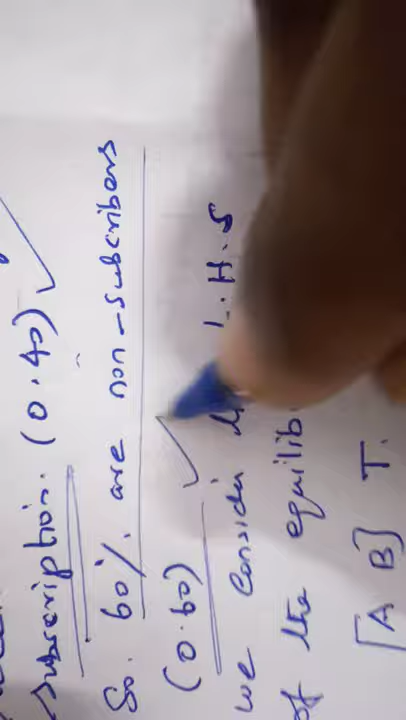 subscription. (0.40)
So. 60% are non-subscribers
(0.60)
we consider L.H.S
of the equilib
[A B] T.